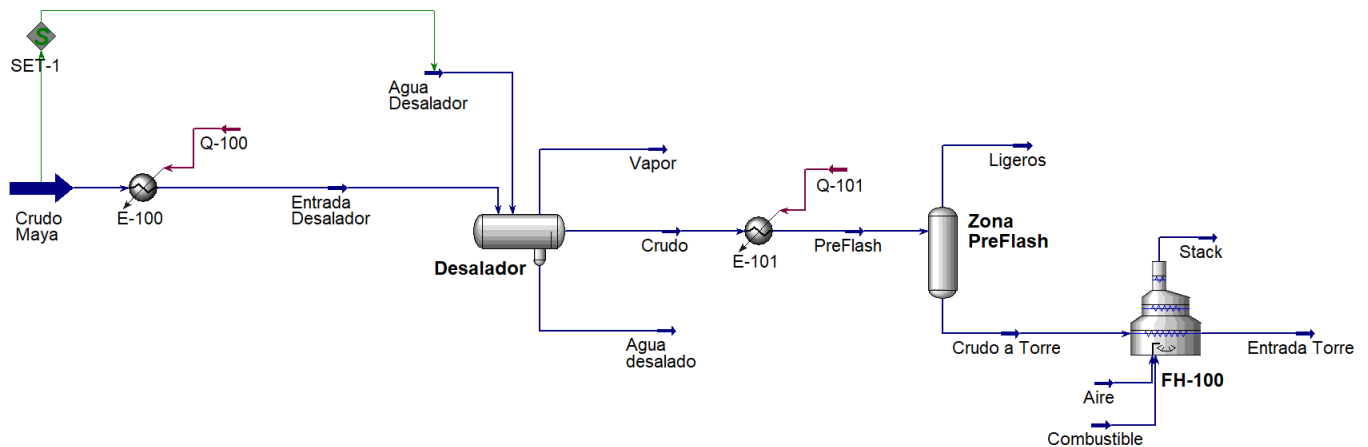 S
SET-1
Agua
Desalador
Q-100
Crudo
Maya
E-100
Entrada
Desalador
Vapor
Desalador
Crudo
Agua
desalado
Q-101
E-101
PreFlash
Ligeros
Zona
PreFlash
Crudo a Torre
Stack
Entrada Torre
FH-100
Aire
Combustible